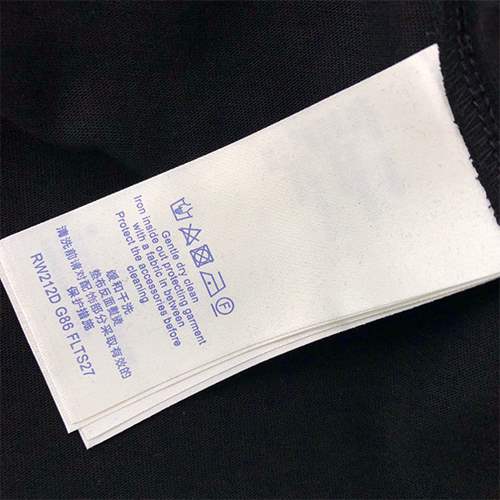 F
Gentle dry clean
Iron inside out protecting garment
with a fabric in between
Protect the accessories before
cleaning
缓和干洗
垫布反面熨烫
清洗前请对配饰部分采取有效的
保护措施
RW212D G86 FLTS27